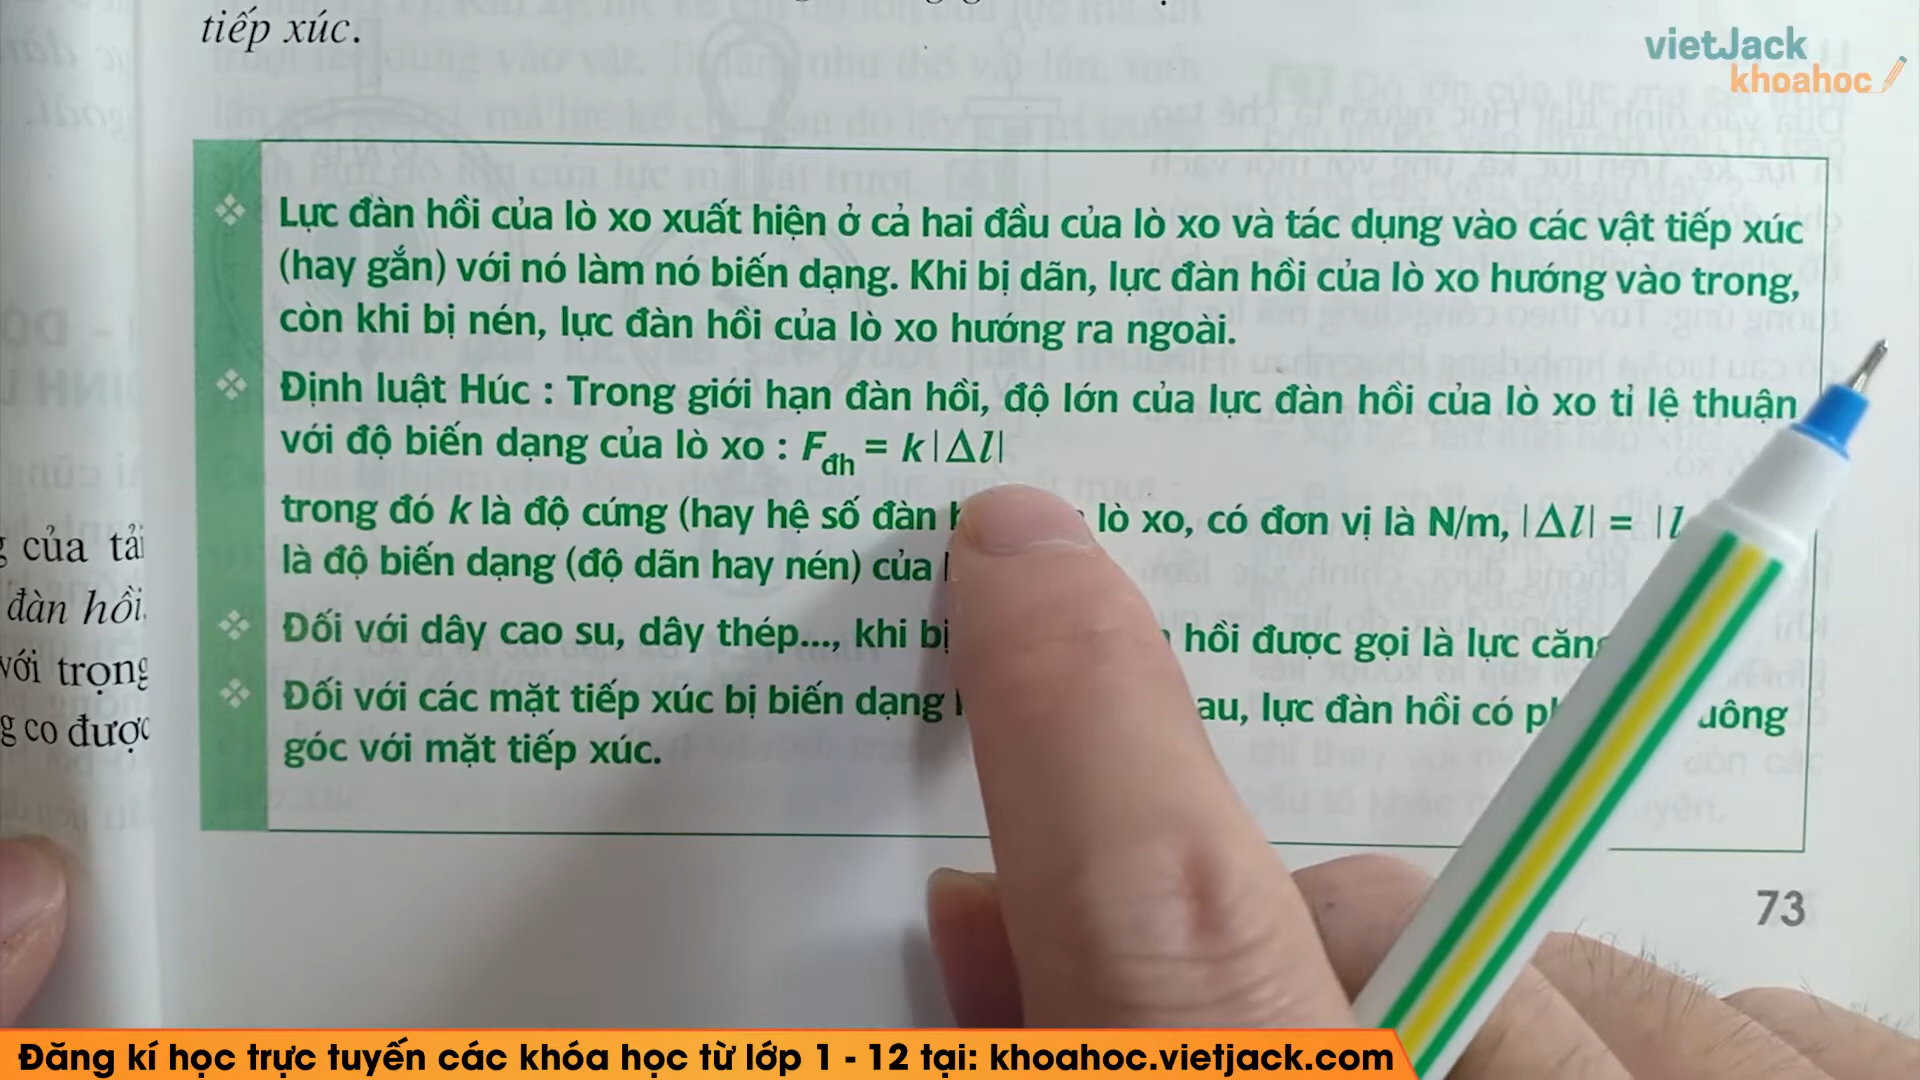 tiếp xúc.
vietJack
khoahoc
Lực đàn hồi của lò xo xuất hiện ở cả hai đầu của lò xo và tác dụng vào các vật tiếp xúc
(hay gắn) với nó làm nó biến dạng. Khi bị dãn, lực đàn hồi của lò xo hướng vào trong,
còn khi bị nén, lực đàn hồi của lò xo hướng ra ngoài.
Định luật Húc : Trong giới hạn đàn hồi, độ lớn của lực đàn hồi của lò xo tỉ lệ thuận
với độ biến dạng của lò xo : Fđh = k|Δl|
trong đó k là độ cứng (hay hệ số đàn lò xo, có đơn vị là N/m, |Δl| = |l
là độ biến dạng (độ dãn hay nén) của
Đối với dây cao su, dây thép..., khi bị hồi được gọi là lực căng
Đối với các mặt tiếp xúc bị biến dạng lực đàn hồi có
góc với mặt tiếp xúc.
của tải
đàn hồi.
với trọng
co được
73
Đăng kí học trực tuyến các khóa học từ lớp 1 - 12 tại: khoahoc.vietjack.com